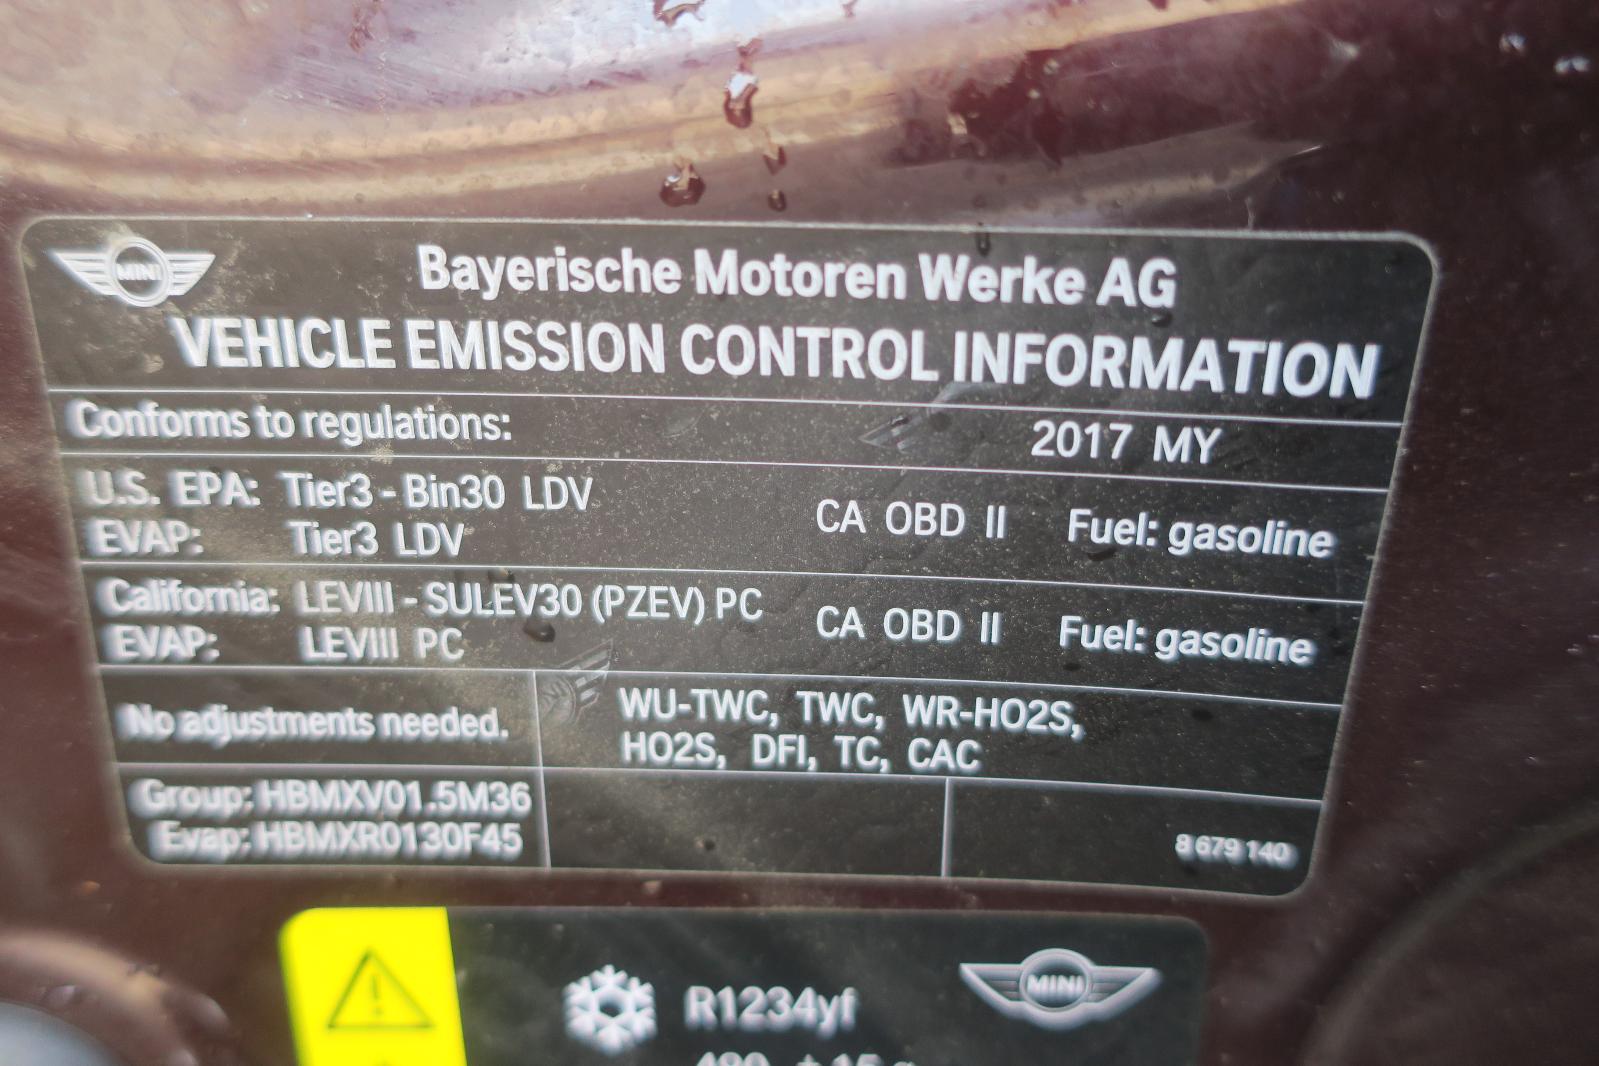 MINI
Bayerische Motoren Werke AG
VEHICLE EMISSION CONTROL INFORMATION
Conforms to regulations: 2017 MY
U.S. EPA: Tier3 - Bin30 LDV CA OBD II Fuel: gasoline
EVAP: Tier3 LDV
California: LEVIII - SULEV30 (PZEV) PC CA OBD II Fuel: gasoline
EVAP: LEVIII PC
No adjustments needed.
WU-TWC, TWC, WR-HO2S,
HO2S, DFI, TC, CAC
Group: HBMXV01.5M36
Evap: HBMXR0130F45
8 679 140
R1234yf
MINI